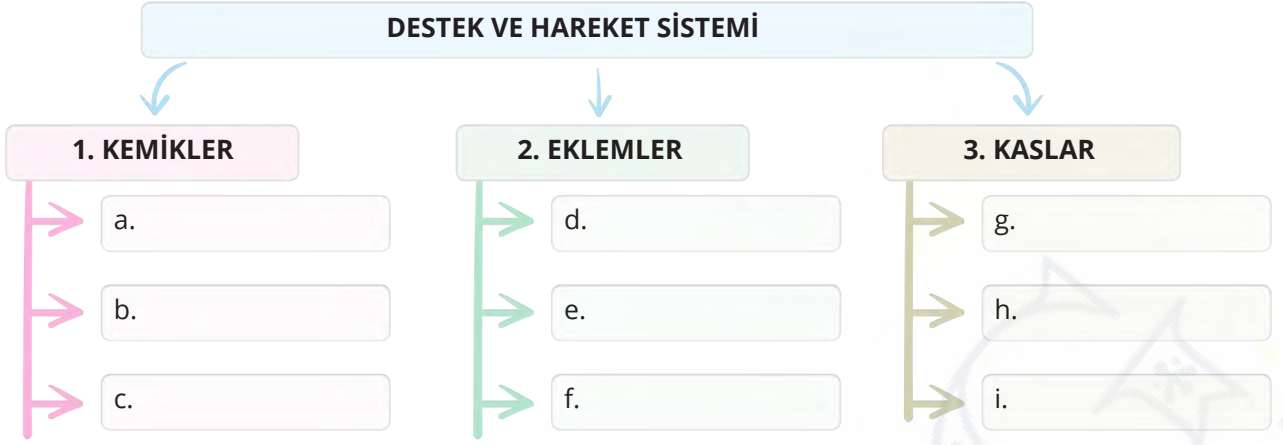 DESTEK VE HAREKET SİSTEMİ
1. KEMİKLER
a.
b.
c.
2. EKLEMLER
d.
e.
f.
3. KASLAR
g.
h.
i.